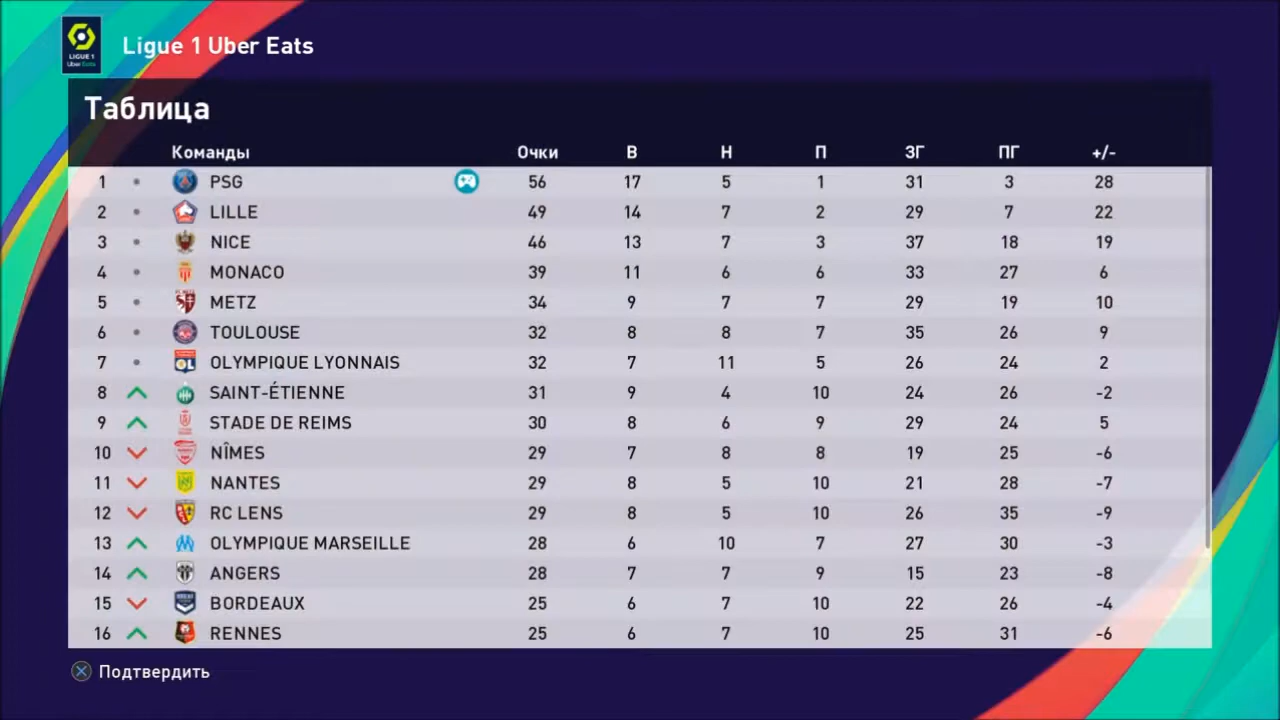 LIGUE 1
Uber Eats
Ligue 1 Uber Eats
Таблица
Команды Очки В Н П ЗГ ПГ +/-
1 PSG 56 17 5 1 31 3 28
2 LILLE 49 14 7 2 29 7 22
3 NICE 46 13 7 3 37 18 19
4 MONACO 39 11 6 6 33 27 6
5 METZ 34 9 7 7 29 19 10
6 TOULOUSE 32 8 8 7 35 26 9
7 OLYMPIQUE LYONNAIS 32 7 11 5 26 24 2
8 SAINT-ÉTIENNE 31 9 4 10 24 26 -2
9 STADE DE REIMS 30 8 6 9 29 24 5
10 NÎMES 29 7 8 8 19 25 -6
11 NANTES 29 8 5 10 21 28 -7
12 RC LENS 29 8 5 10 26 35 -9
13 OLYMPIQUE MARSEILLE 28 6 10 7 27 30 -3
14 ANGERS 28 7 7 9 15 23 -8
15 BORDEAUX 25 6 7 10 22 26 -4
16 RENNES 25 6 7 10 25 31 -6
Подтвердить